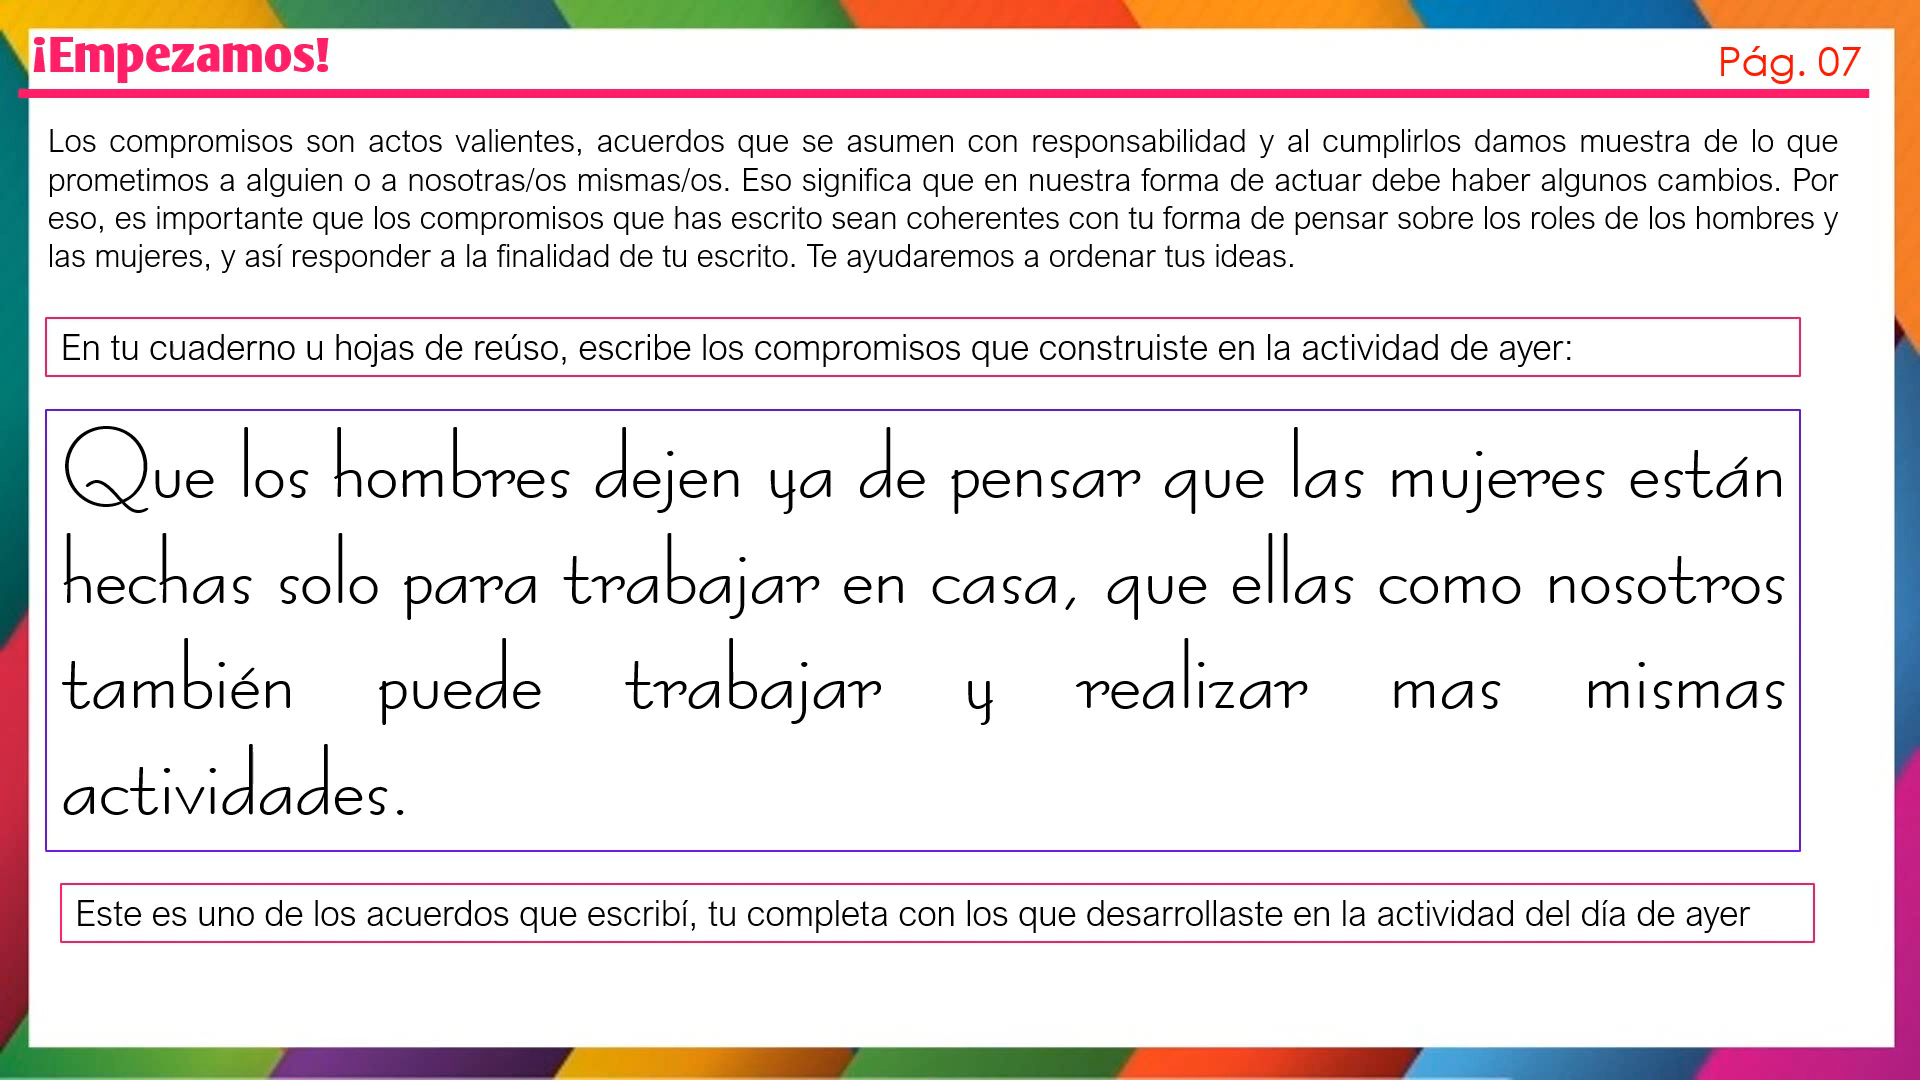 ¡Empezamos!
Pág. 07
Los compromisos son actos valientes, acuerdos que se asumen con responsabilidad y al cumplirlos damos muestra de lo que
prometimos a alguien o a nosotras/os mismas/os. Eso significa que en nuestra forma de actuar debe haber algunos cambios. Por
eso, es importante que los compromisos que has escrito sean coherentes con tu forma de pensar sobre los roles de los hombres y
las mujeres, y así responder a la finalidad de tu escrito. Te ayudaremos a ordenar tus ideas.
En tu cuaderno u hojas de reúso, escribe los compromisos que construiste en la actividad de ayer:
Que los hombres dejen ya de pensar que las mujeres están
hechas solo para trabajar en casa, que ellas como nosotros
también puede trabajar y realizar mas mismas
actividades.
Este es uno de los acuerdos que escribí, tu completa con los que desarrollaste en la actividad del día de ayer